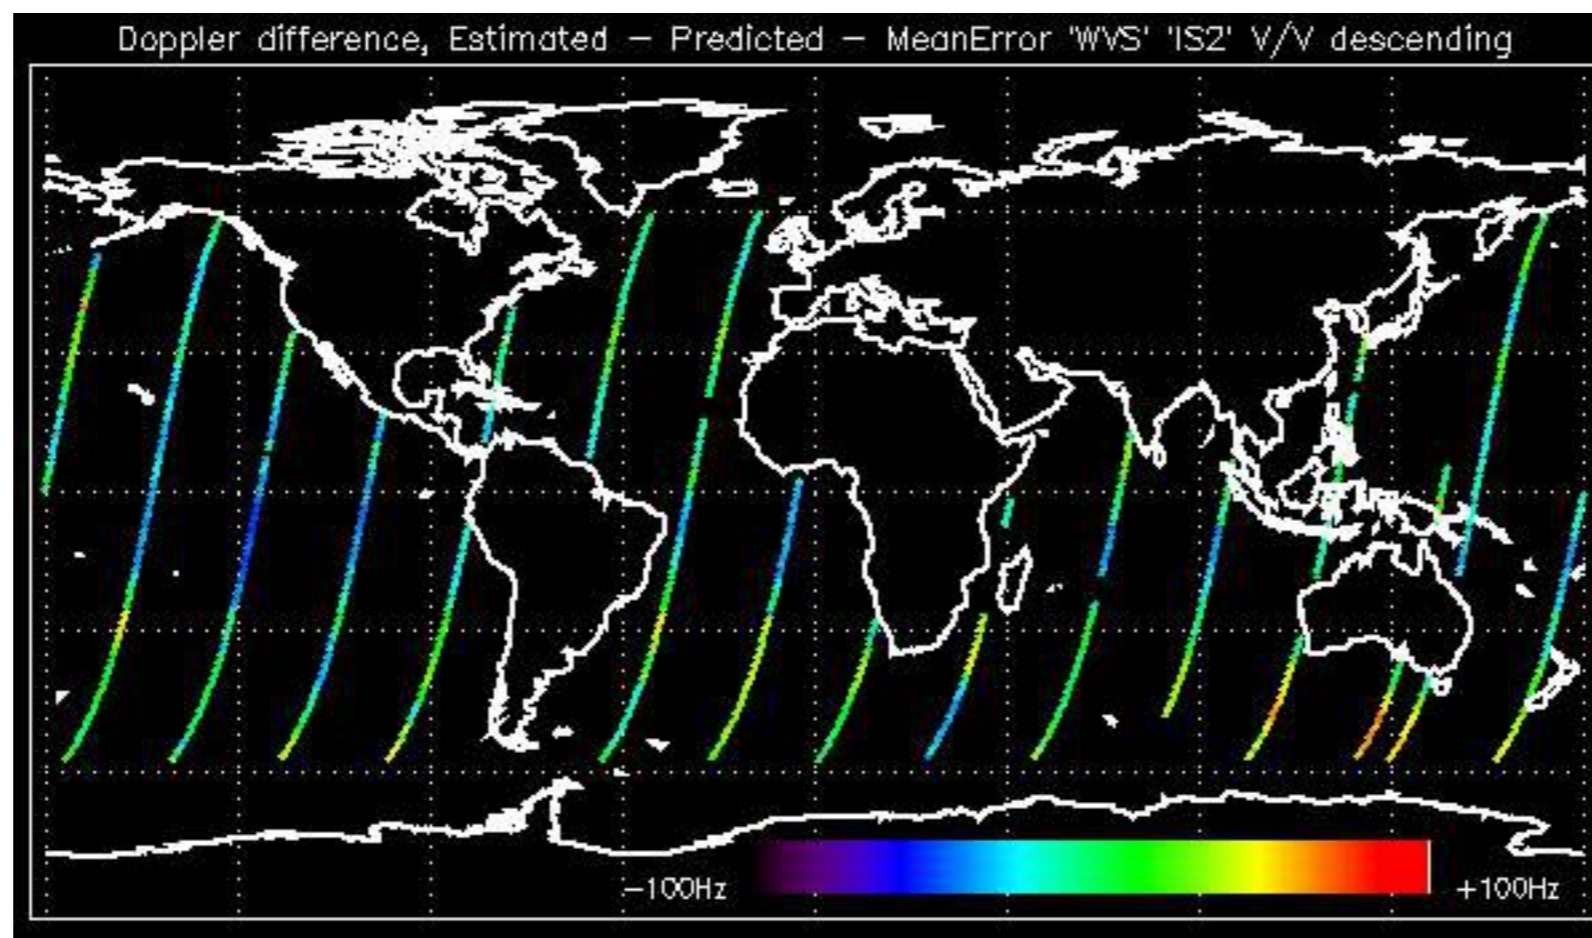 Doppler difference, Estimated – Predicted – MeanError 'WVS' 'IS2' V/V descending
–100Hz
+100Hz